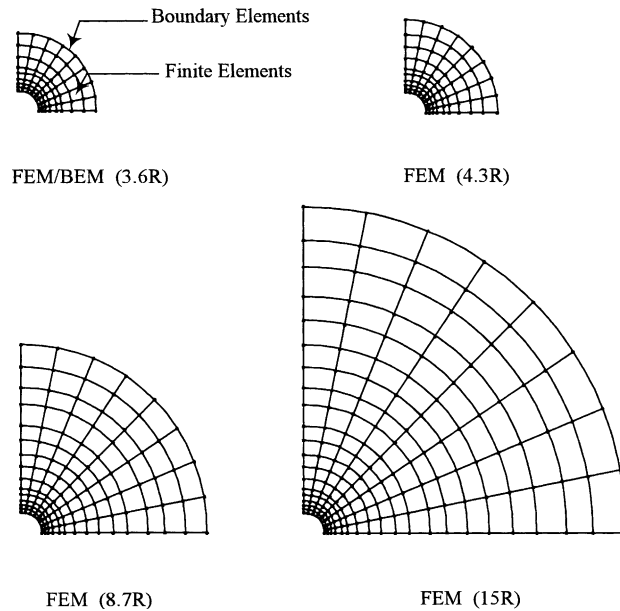 Boundary Elements
Finite Elements
FEM/BEM (3.6R)
FEM (4.3R)
FEM (8.7R)
FEM (15R)